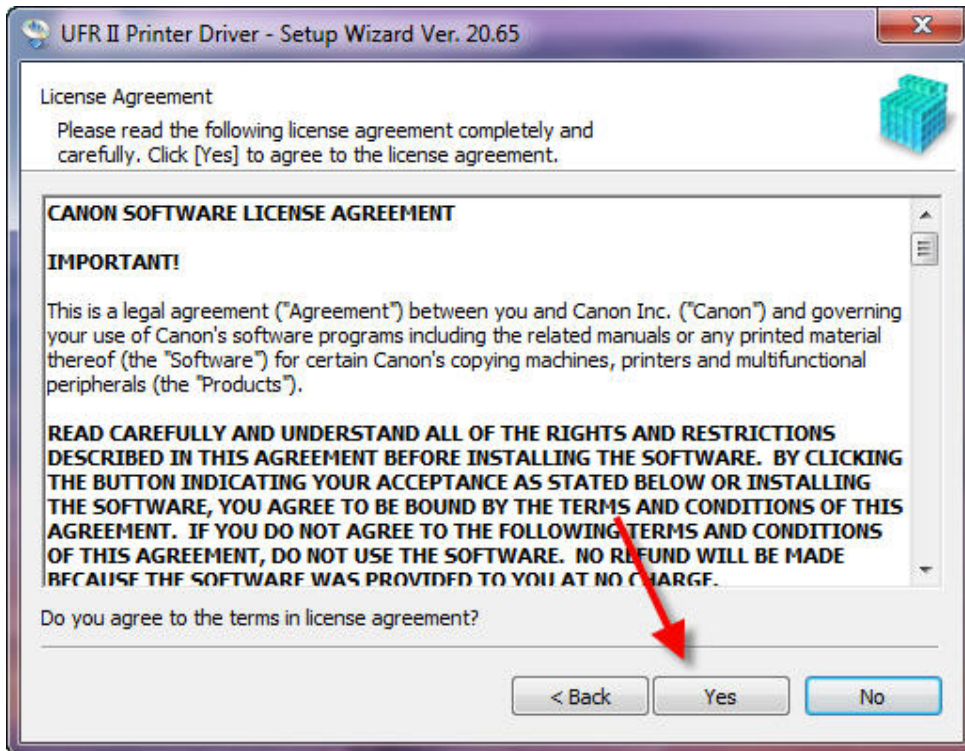 UFR II Printer Driver - Setup Wizard Ver. 20.65
License Agreement
Please read the following license agreement completely and
carefully. Click [Yes] to agree to the license agreement.
CANON SOFTWARE LICENSE AGREEMENT
IMPORTANT!
This is a legal agreement ("Agreement") between you and Canon Inc. ("Canon") and governing
your use of Canon's software programs including the related manuals or any printed material
thereof (the "Software") for certain Canon's copying machines, printers and multifunctional
peripherals (the "Products").
READ CAREFULLY AND UNDERSTAND ALL OF THE RIGHTS AND RESTRICTIONS
DESCRIBED IN THIS AGREEMENT BEFORE INSTALLING THE SOFTWARE.  BY CLICKING
THE BUTTON INDICATING YOUR ACCEPTANCE AS STATED BELOW OR INSTALLING
THE SOFTWARE, YOU AGREE TO BE BOUND BY THE TERMS AND CONDITIONS OF THIS
AGREEMENT.  IF YOU DO NOT AGREE TO THE FOLLOWING TERMS AND CONDITIONS
OF THIS AGREEMENT, DO NOT USE THE SOFTWARE.  NO REFUND WILL BE MADE
BECAUSE THE SOFTWARE WAS PROVIDED TO YOU AT NO CHARGE.
Do you agree to the terms in license agreement?
< Back
Yes
No